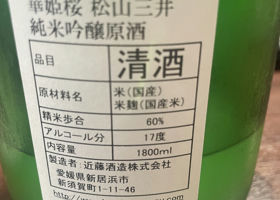 華姫桜 松山三井
純米吟醸原酒
品目 清酒
原材料名 米(国産)
米麹(国産米)
精米歩合 60%
アルコール分 17度
内容量 1800ml
製造者:近藤酒造株式会社
愛媛県新居浜市
新須賀町1-11-46